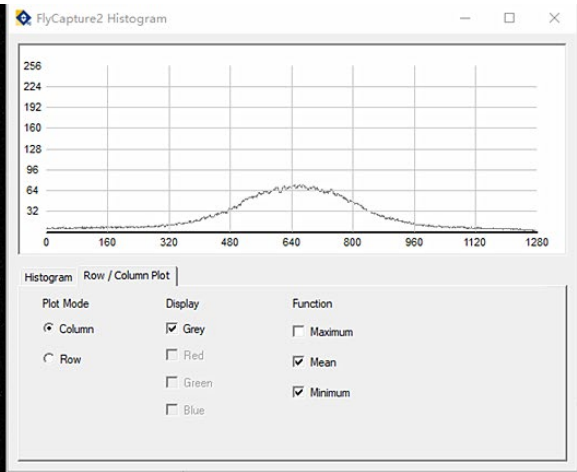 FlyCapture2 Histogram
256
224
192
160
128
96
64
32
0 160 320 480 640 800 960 1120 1280
Histogram Row / Column Plot
Plot Mode Display Function
Column Grey Maximum
Row Red Mean
Green Minimum
Blue